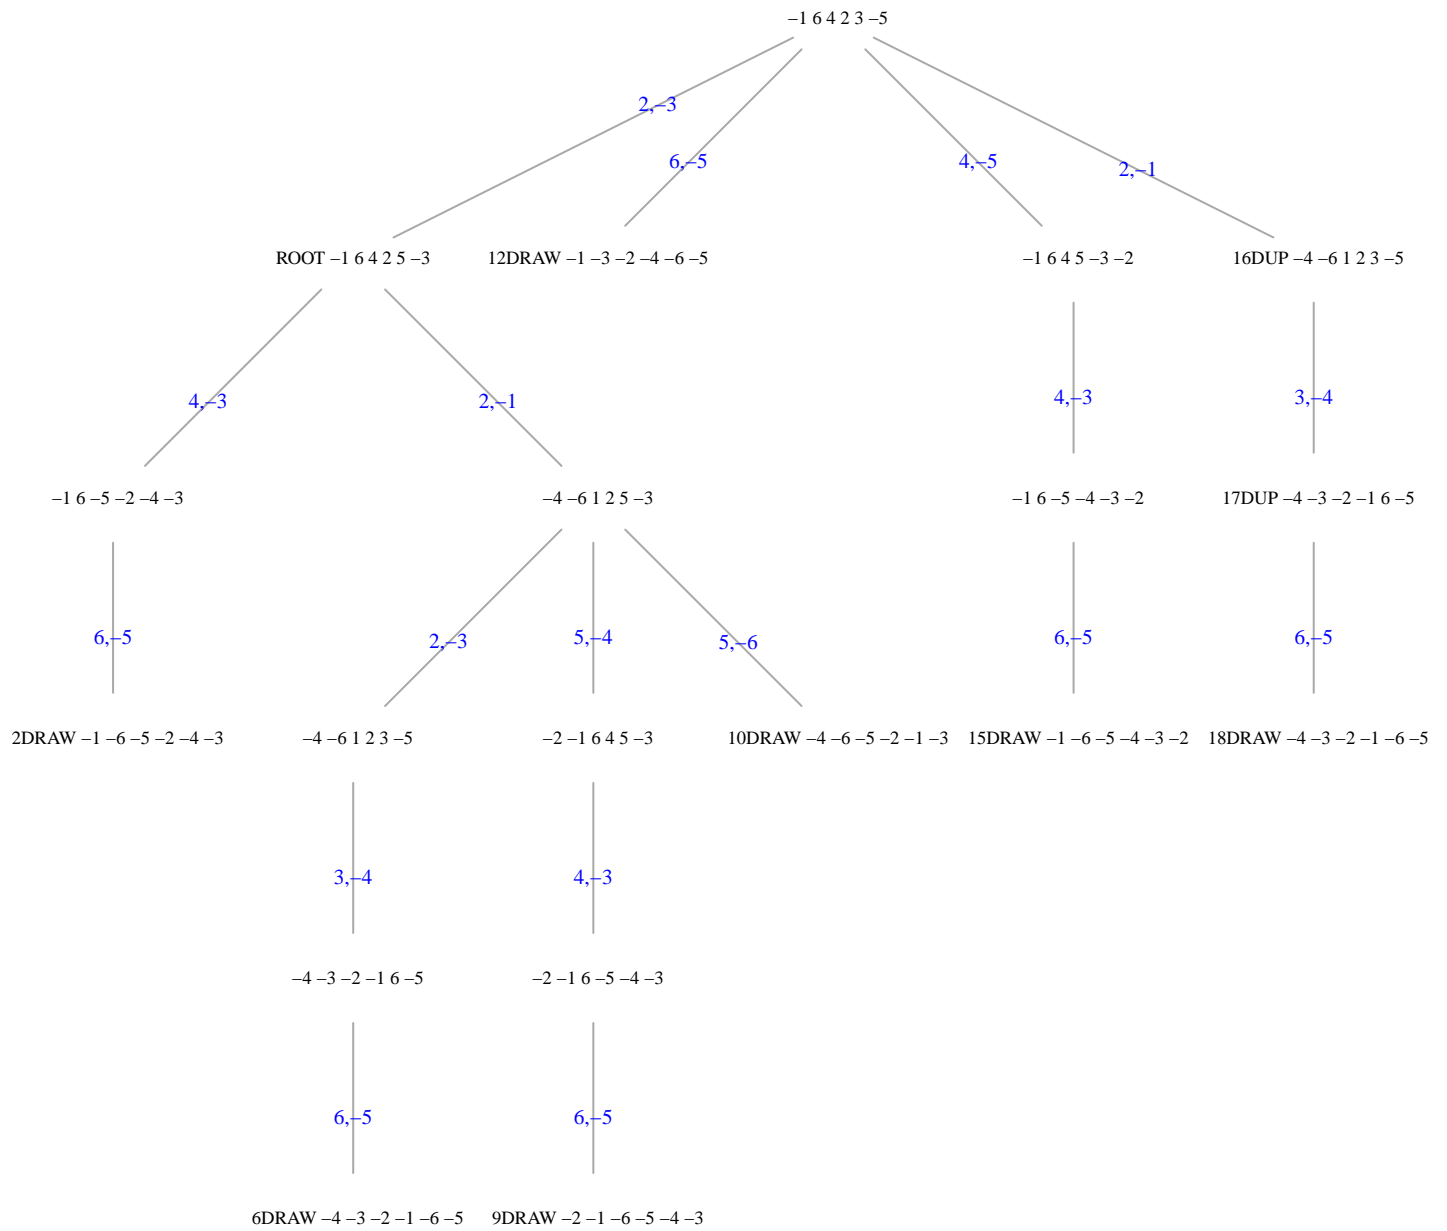 –1 6 4 2 3 –5
2,–3
6,–5
4,–5
2,–1
ROOT –1 6 4 2 5 –3
12DRAW –1 –3 –2 –4 –6 –5
–1 6 4 5 –3 –2
16DUP –4 –6 1 2 3 –5
4,–3
2,–1
4,–3
3,–4
–1 6 –5 –2 –4 –3
–4 –6 1 2 5 –3
–1 6 –5 –4 –3 –2
17DUP –4 –3 –2 –1 6 –5
6,–5
2,–3
5,–4
5,–6
6,–5
6,–5
2DRAW –1 –6 –5 –2 –4 –3
–4 –6 1 2 3 –5
–2 –1 6 4 5 –3
10DRAW –4 –6 –5 –2 –1 –3
15DRAW –1 –6 –5 –4 –3 –2
18DRAW –4 –3 –2 –1 –6 –5
3,–4
4,–3
–4 –3 –2 –1 6 –5
–2 –1 6 –5 –4 –3
6,–5
6,–5
6DRAW –4 –3 –2 –1 –6 –5
9DRAW –2 –1 –6 –5 –4 –3